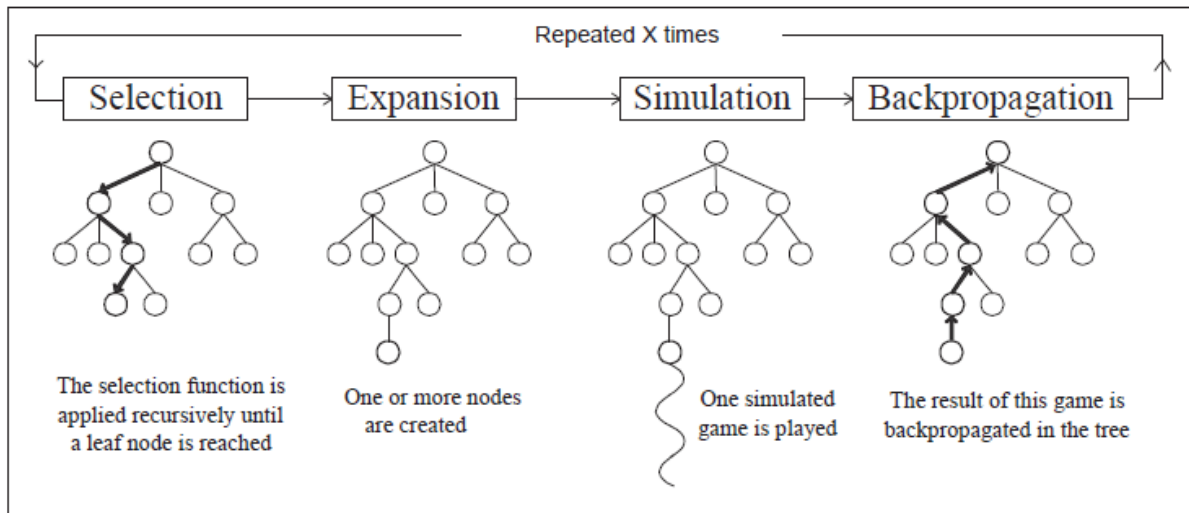 Repeated X times
Selection
Expansion
Simulation
Backpropagation
The selection function is
applied recursively until
a leaf node is reached
One or more nodes
are created
One simulated
game is played
The result of this game is
backpropagated in the tree